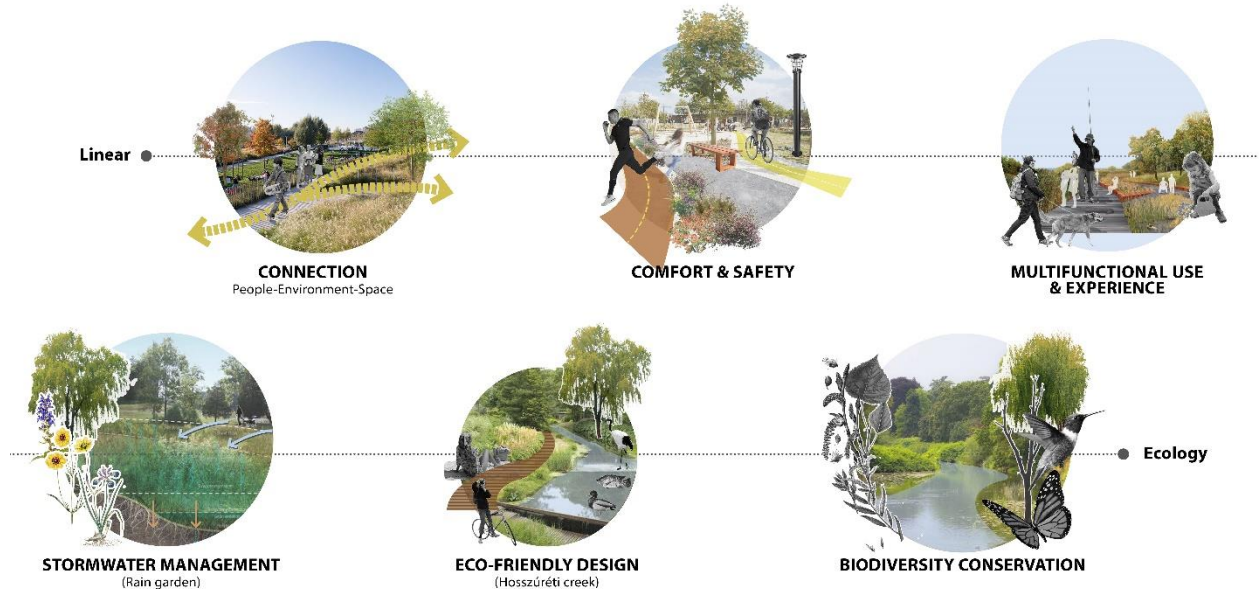 Linear
CONNECTION
People-Environment-Space
COMFORT & SAFETY
MULTIFUNCTIONAL USE
& EXPERIENCE
STORMWATER MANAGEMENT
(Rain garden)
ECO-FRIENDLY DESIGN
(Hosszúréti creek)
BIODIVERSITY CONSERVATION
Ecology